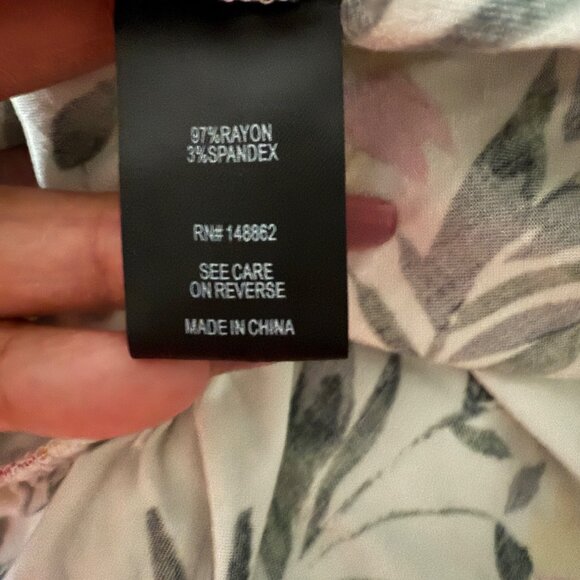 97%RAYON
3%SPANDEX
RN# 148862
SEE CARE
ON REVERSE
MADE IN CHINA